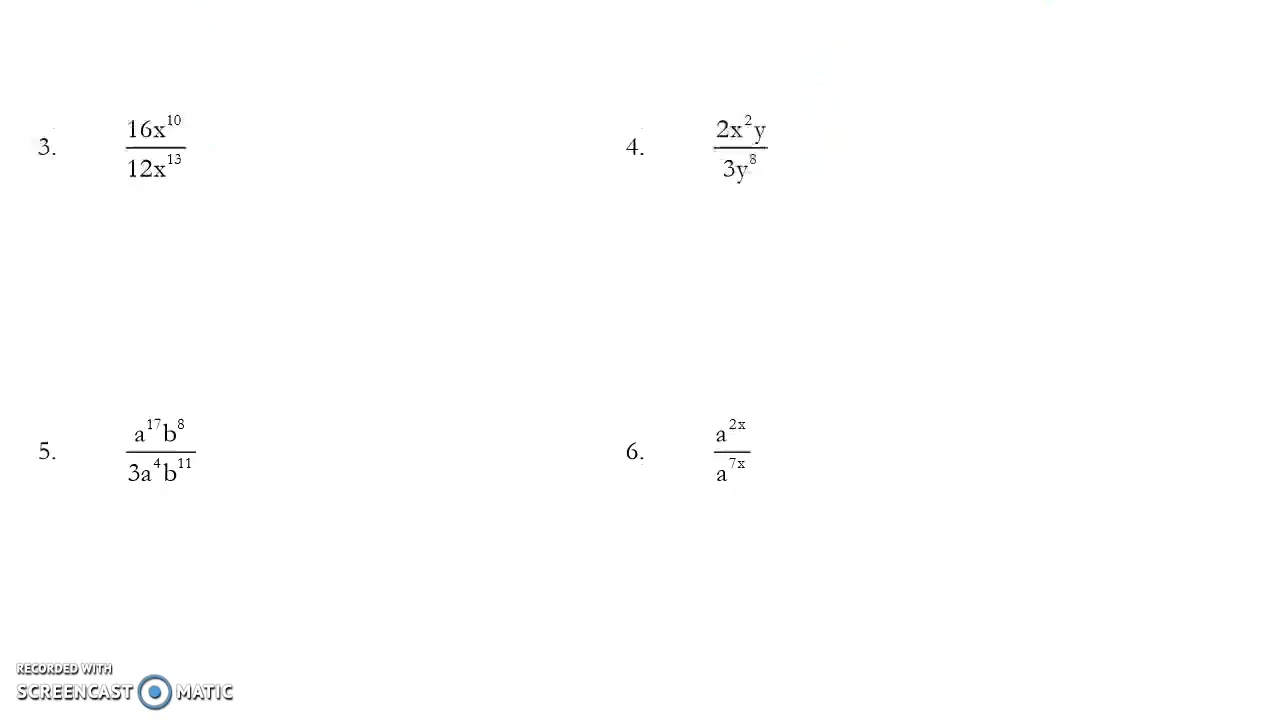 3. 16x^10 / 12x^13
4. 2x^2y / 3y^8
5. a^17b^8 / 3a^4b^11
6. a^2x / a^7x
RECORDED WITH
SCREENCAST MATIC